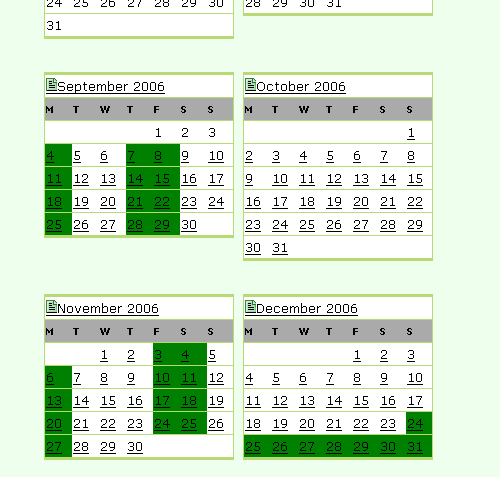 24 25 26 27 28 29 30
31
28 29 30 31
September 2006
M T W T F S S
1 2 3
4 5 6 7 8 9 10
11 12 13 14 15 16 17
18 19 20 21 22 23 24
25 26 27 28 29 30
October 2006
M T W T F S S
1
2 3 4 5 6 7 8
9 10 11 12 13 14 15
16 17 18 19 20 21 22
23 24 25 26 27 28 29
30 31
November 2006
M T W T F S S
1 2 3 4 5
6 7 8 9 10 11 12
13 14 15 16 17 18 19
20 21 22 23 24 25 26
27 28 29 30
December 2006
M T W T F S S
1 2 3
4 5 6 7 8 9 10
11 12 13 14 15 16 17
18 19 20 21 22 23 24
25 26 27 28 29 30 31